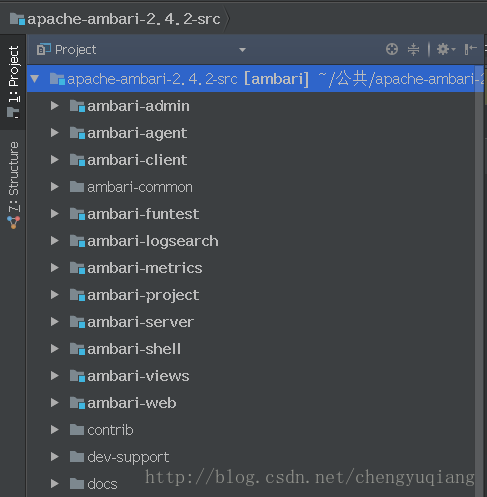 apache-ambari-2.4.2-src
1: Project
7: Structure
Project
apache-ambari-2.4.2-src [ambari] ~/公共/apache-ambari-2
ambari-admin
ambari-agent
ambari-client
ambari-common
ambari-funtest
ambari-logsearch
ambari-metrics
ambari-project
ambari-server
ambari-shell
ambari-views
ambari-web
contrib
dev-support
docs
http://blog.csdn.net/chengyuqiang